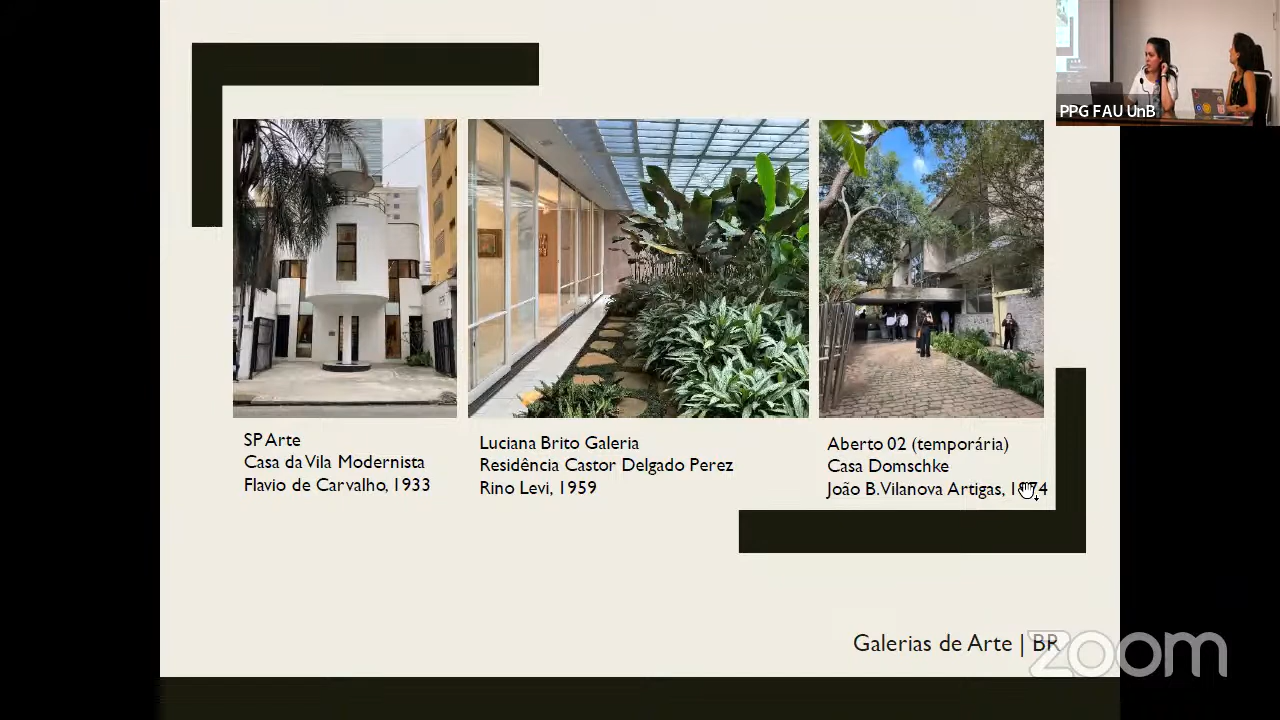 PPG FAU UnB
SP Arte
Casa da Vila Modernista
Flavio de Carvalho, 1933
Luciana Brito Galeria
Residência Castor Delgado Perez
Rino Levi, 1959
Aberto 02 (temporária)
Casa Domschke
João B. Vilanova Artigas,
Galerias de Arte | BR
zoom